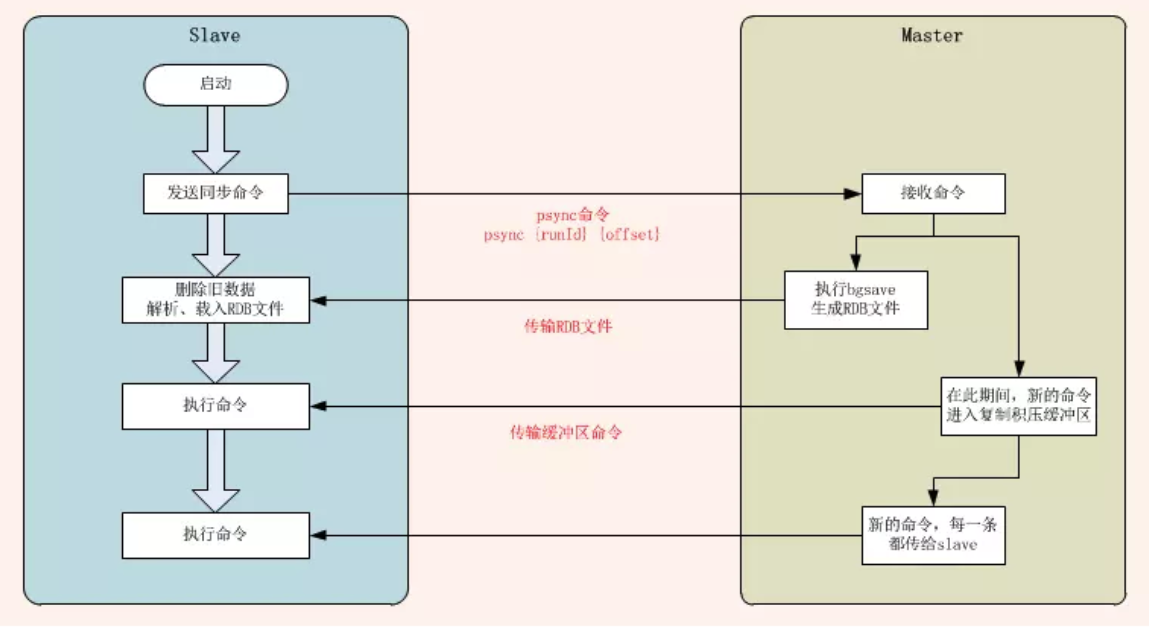 Slave
Master
启动
发送同步命令
接收命令
psync命令
psync {runId} {offset}
删除旧数据
解析、载入RDB文件
执行bgsave
生成RDB文件
传输RDB文件
执行命令
在此期间，新的命令
进入复制积压缓冲区
传输缓冲区命令
执行命令
新的命令，每一条
都传给slave